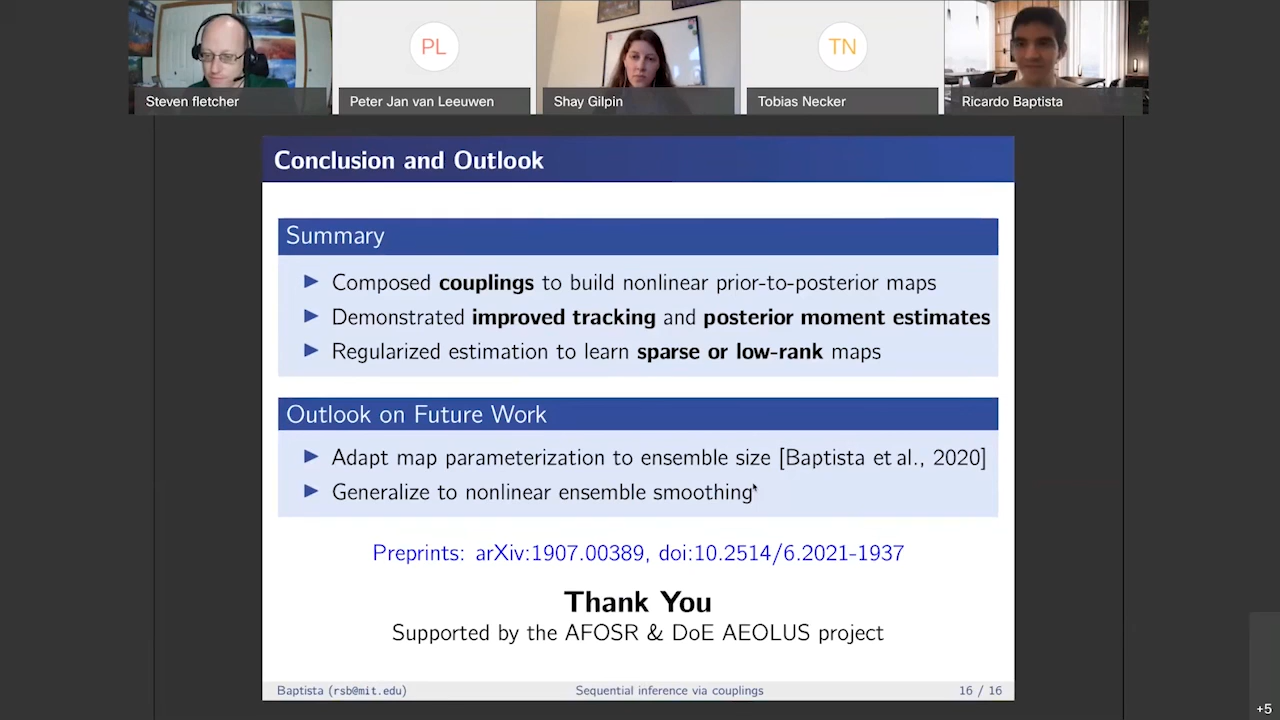 PL
TN
Steven fletcher
Peter Jan van Leeuwen
Shay Gilpin
Tobias Necker
Ricardo Baptista
Conclusion and Outlook
Summary
Composed couplings to build nonlinear prior-to-posterior maps
Demonstrated improved tracking and posterior moment estimates
Regularized estimation to learn sparse or low-rank maps
Outlook on Future Work
Adapt map parameterization to ensemble size [Baptista et al., 2020]
Generalize to nonlinear ensemble smoothing
Preprints: arXiv:1907.00389, doi:10.2514/6.2021-1937
Thank You
Supported by the AFOSR & DoE AEOLUS project
Baptista (rsb@mit.edu)
Sequential inference via couplings
16 / 16
+5